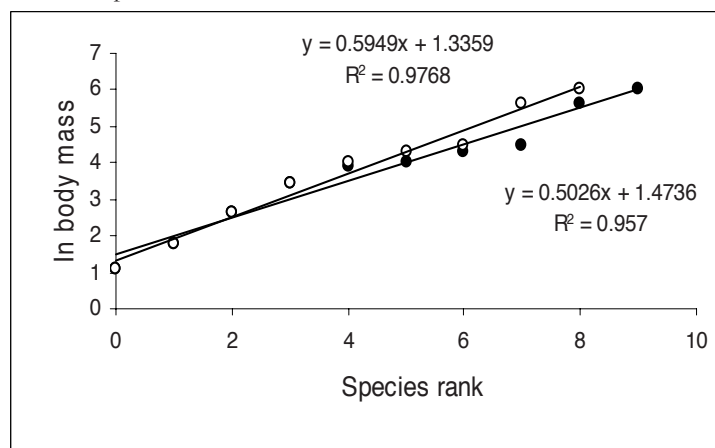 y = 0.5949x + 1.3359
R² = 0.9768
7
6
5
4
3
2
1
0
ln body mass
y = 0.5026x + 1.4736
R² = 0.957
0 2 4 6 8 10
Species rank